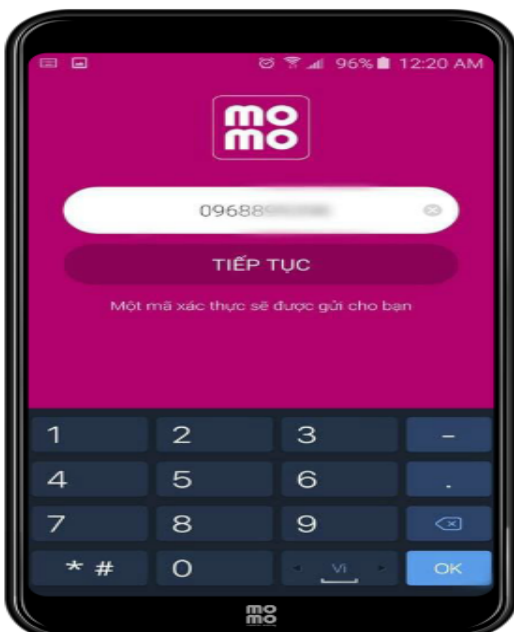 96% 12:20 AM
mo
mo
09688
TIẾP TỤC
Một mã xác thực sẽ được gửi cho bạn
1 2 3 -
4 5 6 .
7 8 9
* # 0 Vi OK
mo
mo